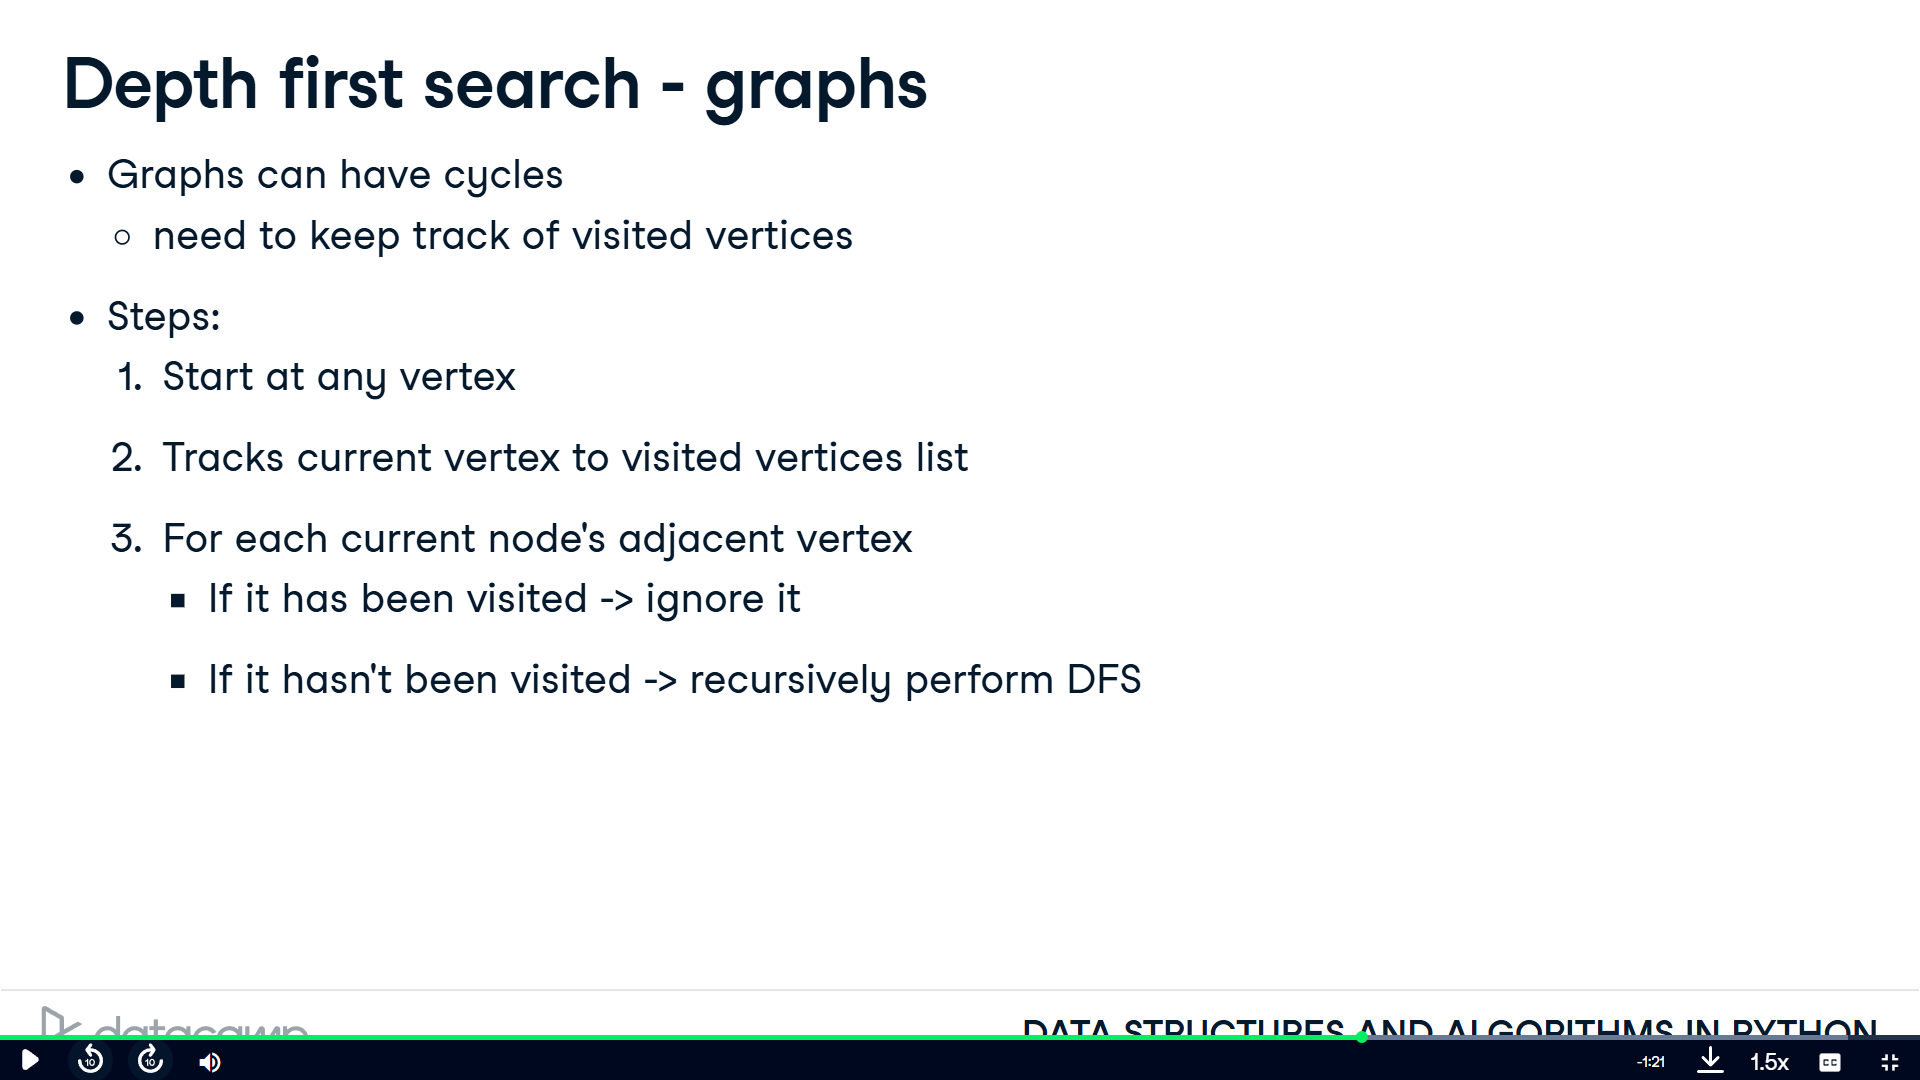 Depth first search - graphs
• Graphs can have cycles
○ need to keep track of visited vertices
• Steps:
1. Start at any vertex
2. Tracks current vertex to visited vertices list
3. For each current node's adjacent vertex
▪ If it has been visited -> ignore it
▪ If it hasn't been visited -> recursively perform DFS
datacamp
DATA STRUCTURES AND ALGORITHMS IN PYTHON
10
10
-1:21
1.5x
CC